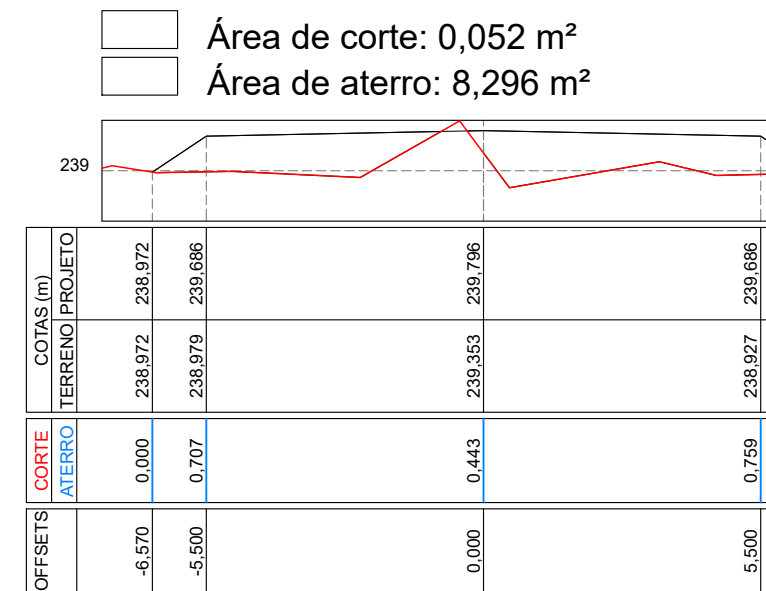 Área de corte: 0,052 m²
Área de aterro: 8,296 m²
239
COTAS (m)
PROJETO
238,972
239,686
239,796
239,686
TERRENO
238,972
238,979
239,353
238,927
CORTE
ATERRO
0,000
0,707
0,443
0,759
OFFSETS
-6,570
-5,500
0,000
5,500